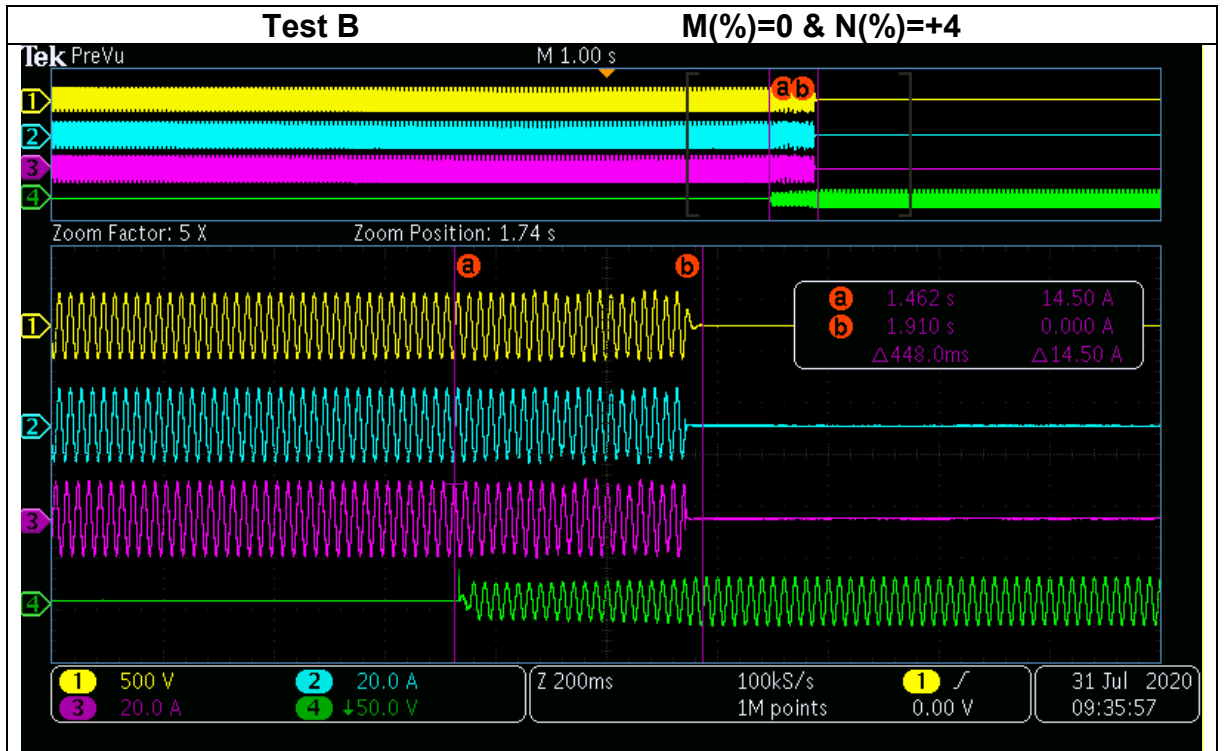 Test B M(%)=0 & N(%)=+4
Tek PreVu M 1.00 s
a b
1
2
3
4
Zoom Factor: 5 X Zoom Position: 1.74 s
a b
1
2
3
4
a 1.462 s 14.50 A
b 1.910 s 0.000 A
△448.0ms △14.50 A
1 500 V 2 20.0 A Z 200ms 100kS/s 1 31 Jul 2020
3 20.0 A 4 ↓50.0 V 1M points 0.00 V 09:35:57